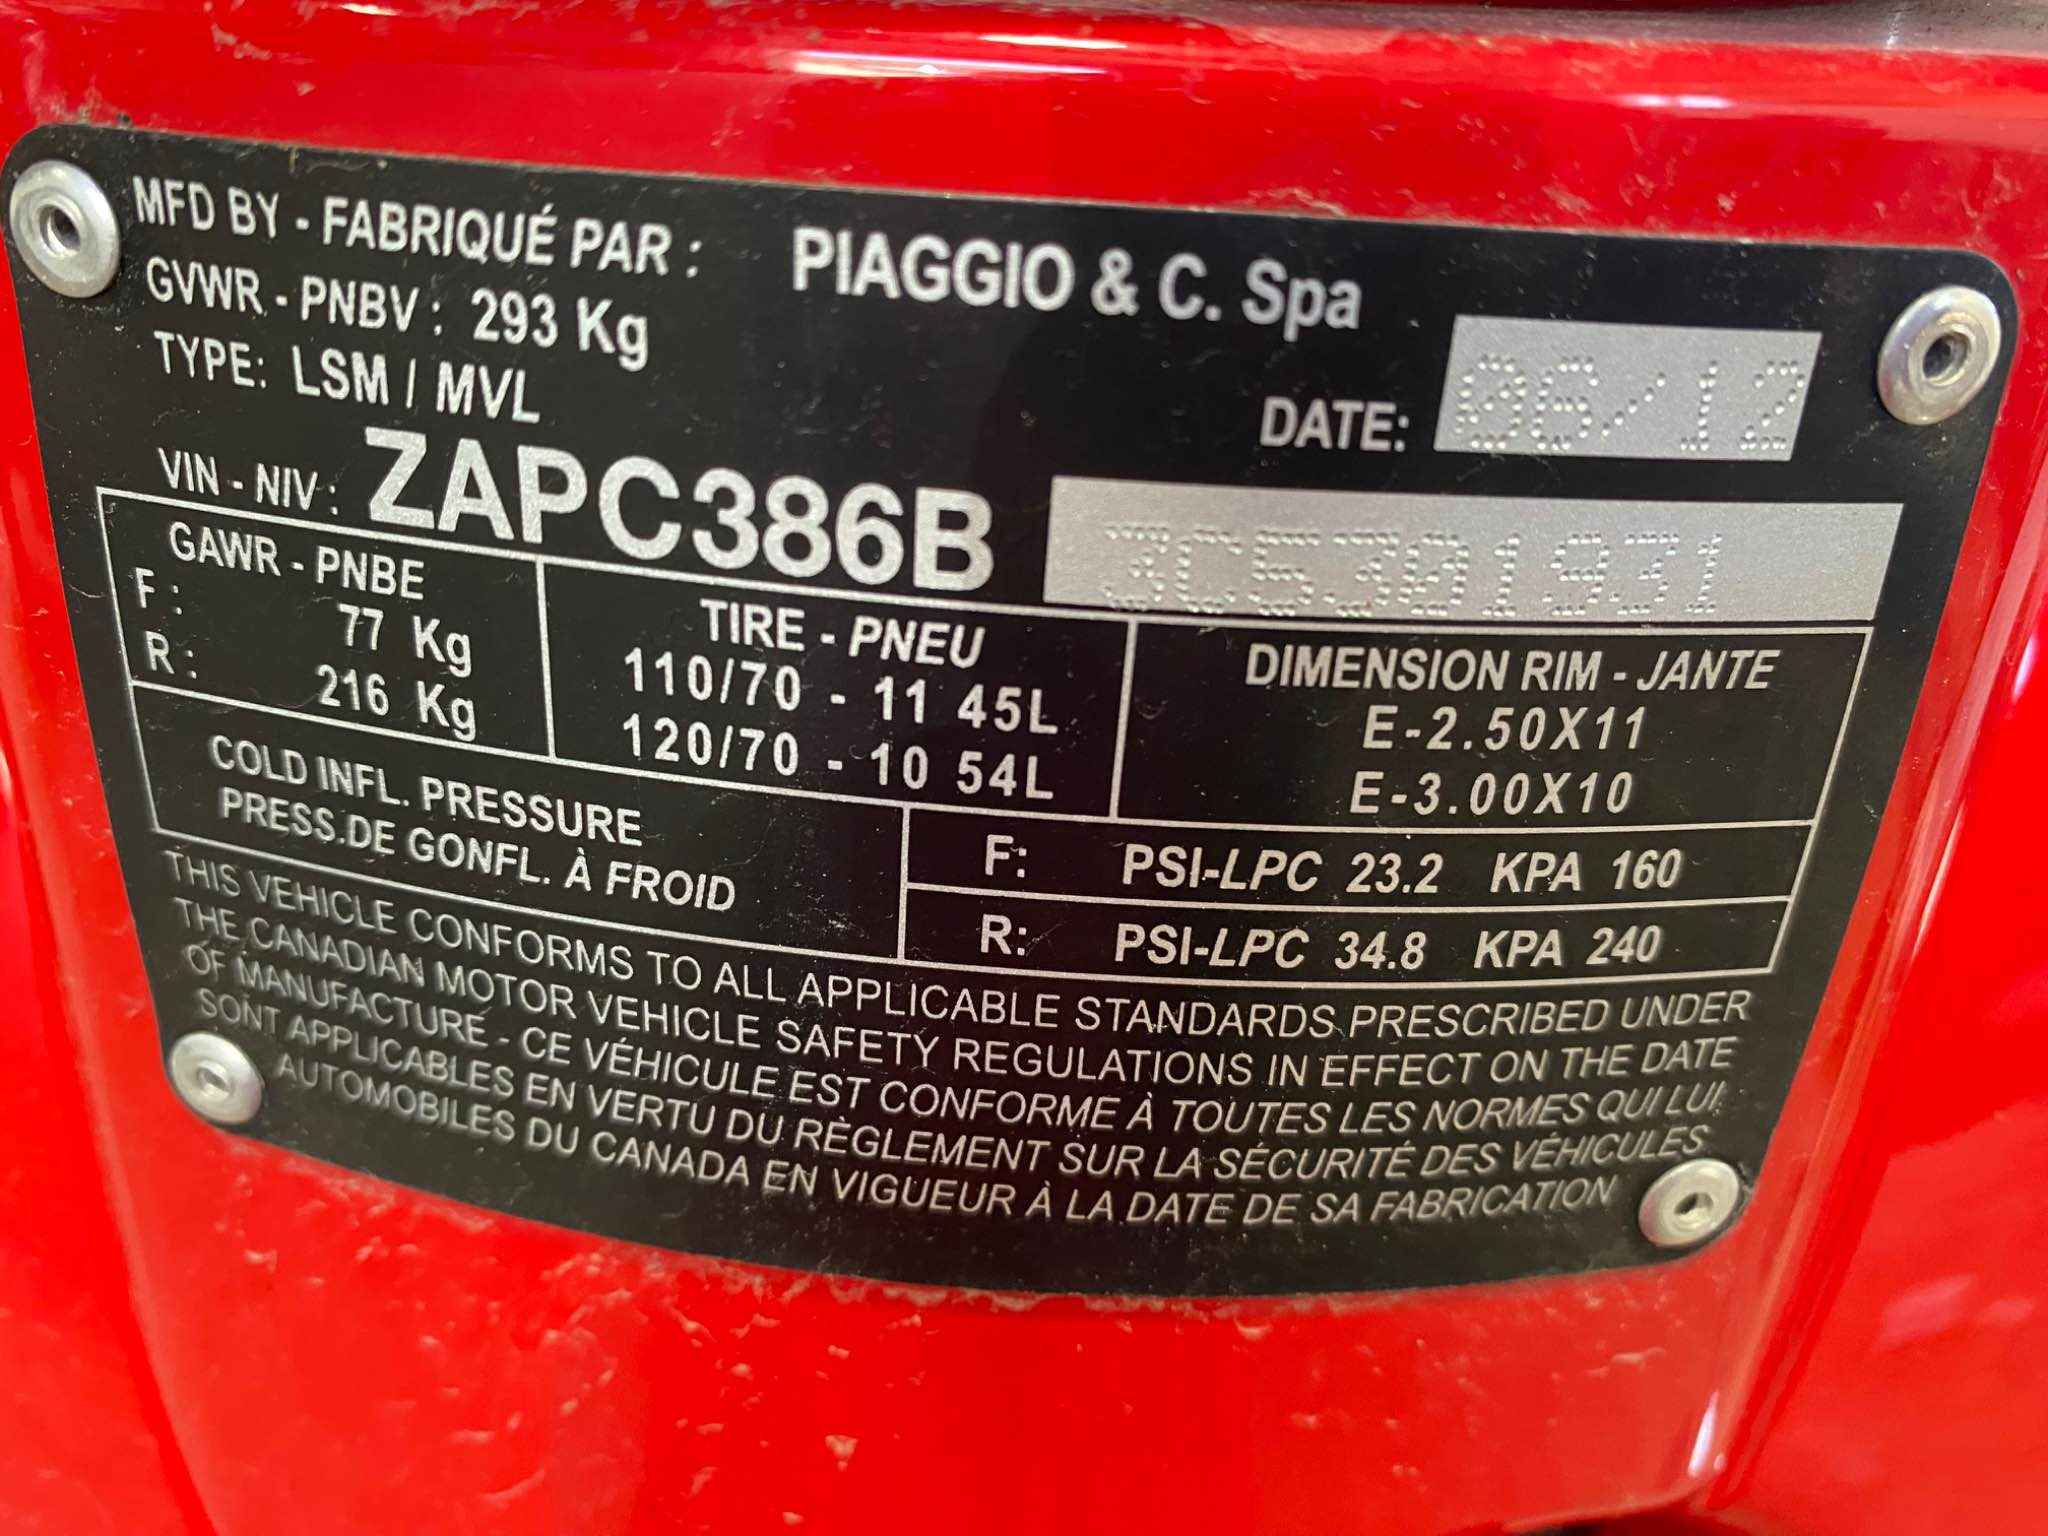 MFD BY - FABRIQUÉ PAR : PIAGGIO & C. Spa
GVWR - PNBV : 293 Kg
TYPE: LSM / MVL DATE: 06/12
VIN - NIV : ZAPC386B 3C5301931
GAWR - PNBE TIRE - PNEU DIMENSION RIM - JANTE
F : 77 Kg 110/70 - 11 45L E-2.50X11
R : 216 Kg 120/70 - 10 54L E-3.00X10
COLD INFL. PRESSURE F: PSI-LPC 23.2 KPA 160
PRESS.DE GONFL. À FROID R: PSI-LPC 34.8 KPA 240
THIS VEHICLE CONFORMS TO ALL APPLICABLE STANDARDS PRESCRIBED UNDER
THE CANADIAN MOTOR VEHICLE SAFETY REGULATIONS IN EFFECT ON THE DATE
OF MANUFACTURE - CE VÉHICULE EST CONFORME À TOUTES LES NORMES QUI LUI
SONT APPLICABLES EN VERTU DU RÈGLEMENT SUR LA SÉCURITÉ DES VÉHICULES
AUTOMOBILES DU CANADA EN VIGUEUR À LA DATE DE SA FABRICATION